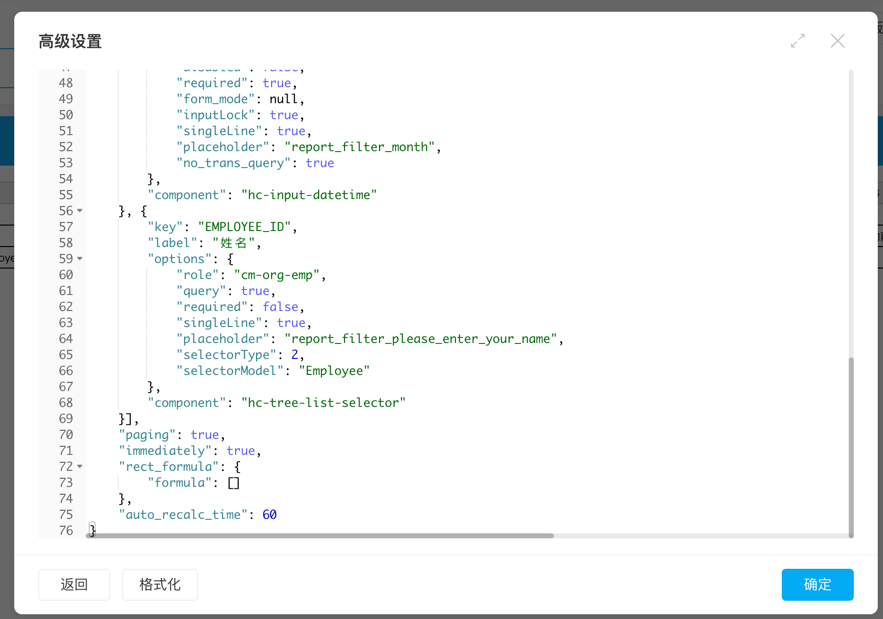 高级设置
48 "required": true,
49 "form_mode": null,
50 "inputLock": true,
51 "singleLine": true,
52 "placeholder": "report_filter_month",
53 "no_trans_query": true
54 },
55 "component": "hc-input-datetime"
56 }, {
57 "key": "EMPLOYEE_ID",
58 "label": "姓名",
59 "options": {
60 "role": "cm-org-emp",
61 "query": true,
62 "required": false,
63 "singleLine": true,
64 "placeholder": "report_filter_please_enter_your_name",
65 "selectorType": 2,
66 "selectorModel": "Employee"
67 },
68 "component": "hc-tree-list-selector"
69 }],
70 "paging": true,
71 "immediately": true,
72 "rect_formula": {
73 "formula": []
74 },
75 "auto_recalc_time": 60
76 }
返回 格式化 确定